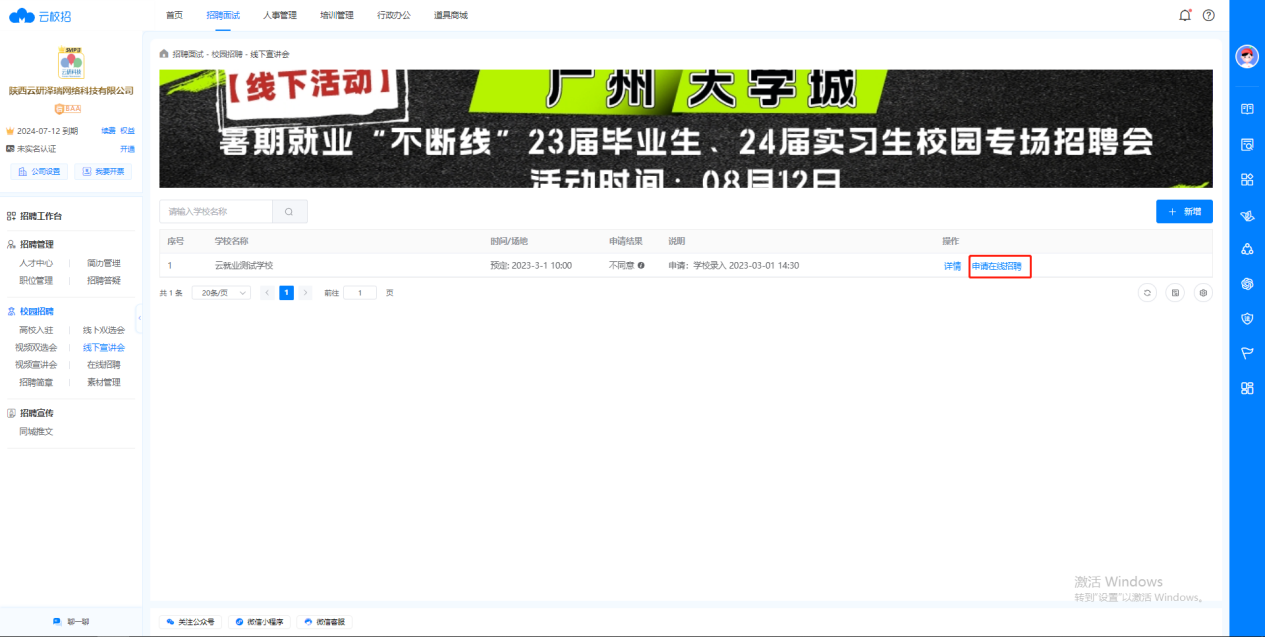 云校招
首页 招聘面试 人事管理 培训管理 行政办公 道具商城
SMP3
云研科技
陕西云研泽瑞网络科技有限公司
2024-07-12 到期 续费 权益
未实名认证 开通
公司设置 我要开票
招聘工作台
招聘管理
人才中心 简历管理
职位管理 招聘答疑
校园招聘
高校入驻 线下双选会
视频双选会 线下宣讲会
视频宣讲会 在线招聘
招聘简章 素材管理
招聘宣传
同城推文
聊一聊
招聘面试 - 校园招聘 - 线下宣讲会
【线下活动】 广州 大学城
暑期就业“不断线”23届毕业生、24届实习生校园专场招聘会
活动时间：08月12日
请输入学校名称
+ 新增
序号 学校名称 时间/场地 申请结果 说明 操作
1 云就业测试学校 预定: 2023-3-1 10:00 不同意 申请：学校录入 2023-03-01 14:30 详情 申请在线招聘
共 1 条 20条/页 1 前往 1 页
激活 Windows
转到"设置"以激活 Windows。
关注公众号 微信小程序 微信客服